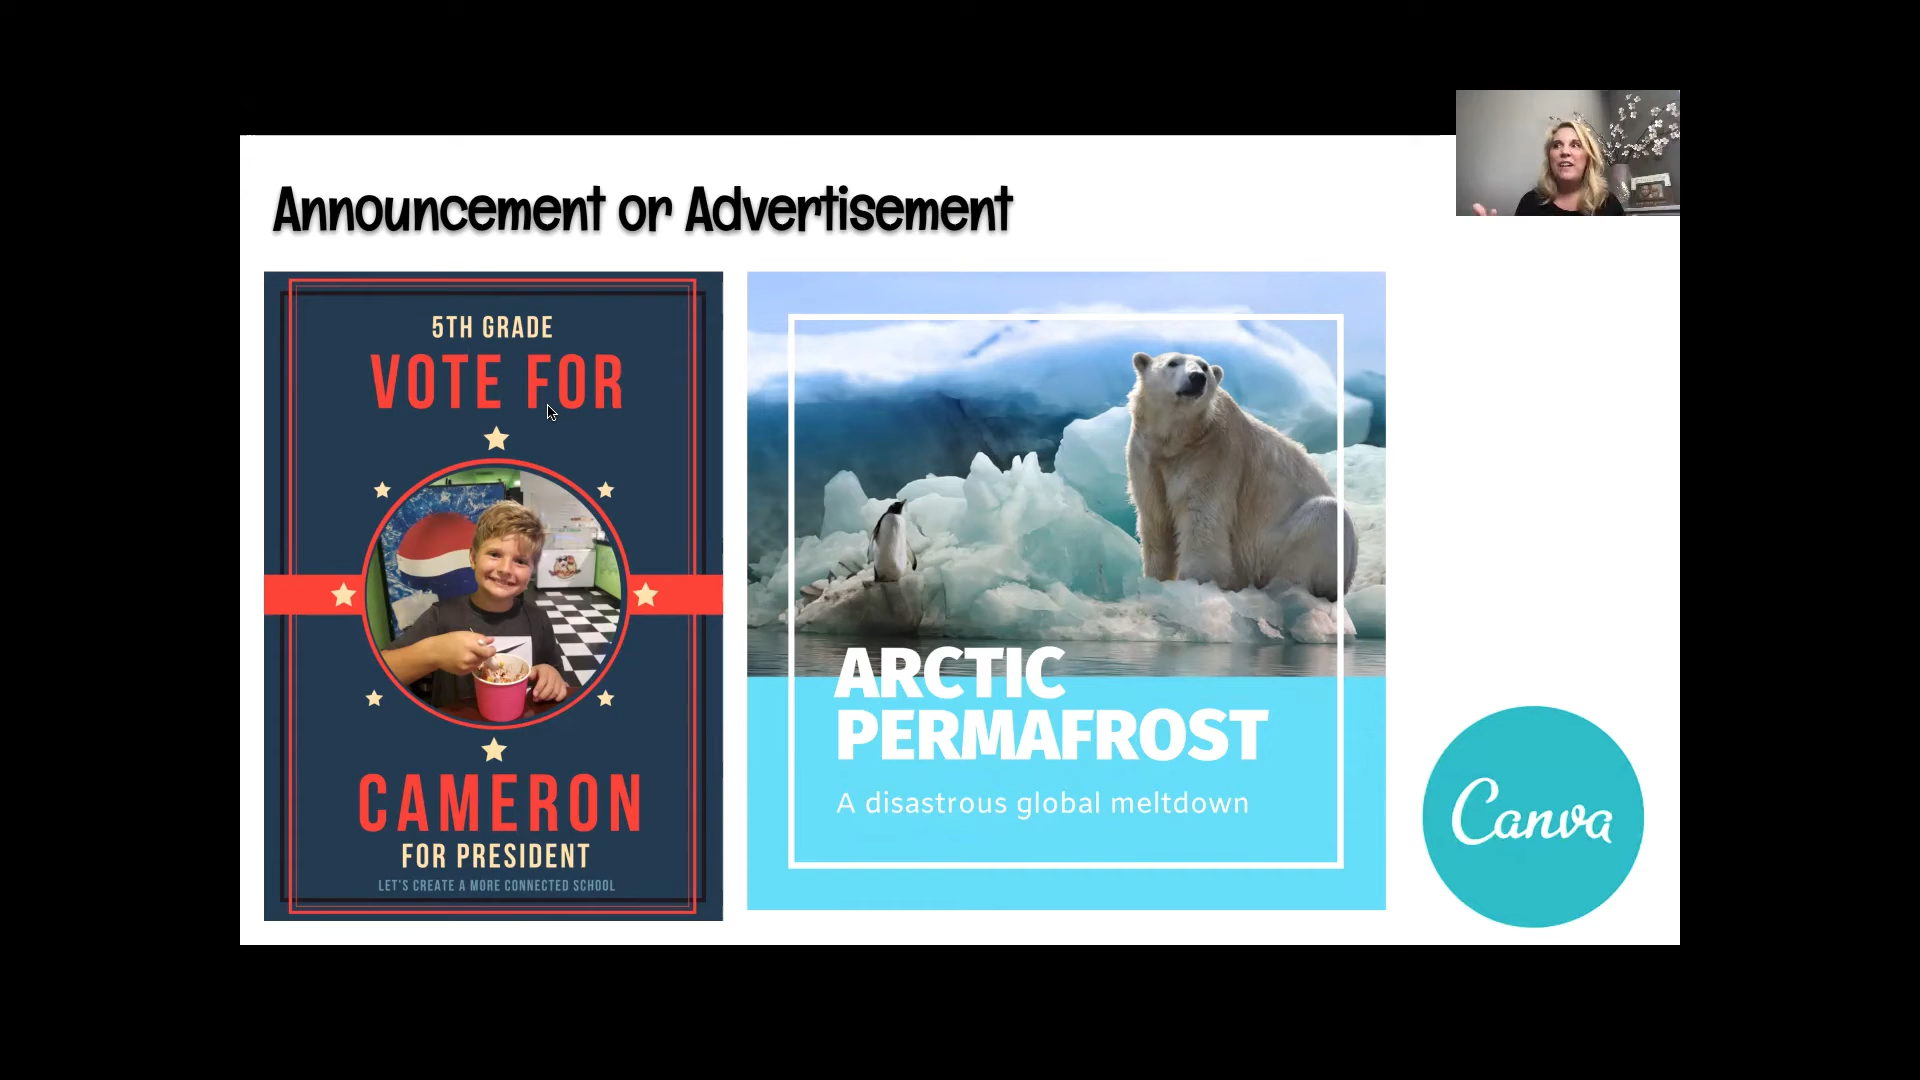 Announcement or Advertisement
5TH GRADE
VOTE FOR
CAMERON
FOR PRESIDENT
LET'S CREATE A MORE CONNECTED SCHOOL
ARCTIC
PERMAFROST
A disastrous global meltdown
Canva